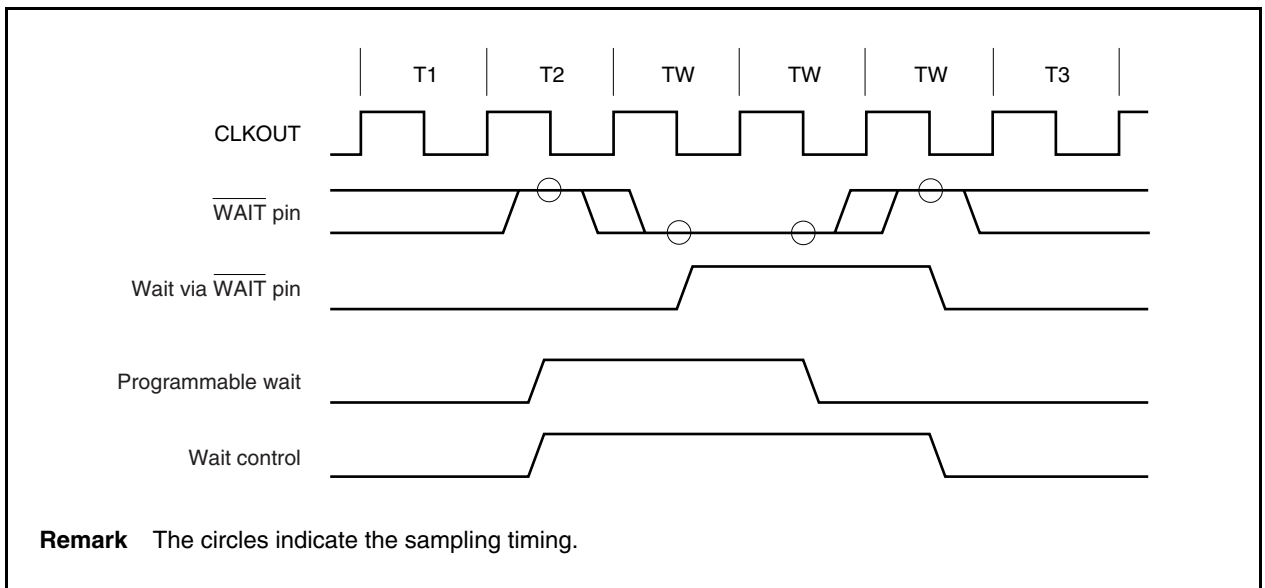 T1 T2 TW TW TW T3
CLKOUT
WAIT pin
Wait via WAIT pin
Programmable wait
Wait control
Remark The circles indicate the sampling timing.